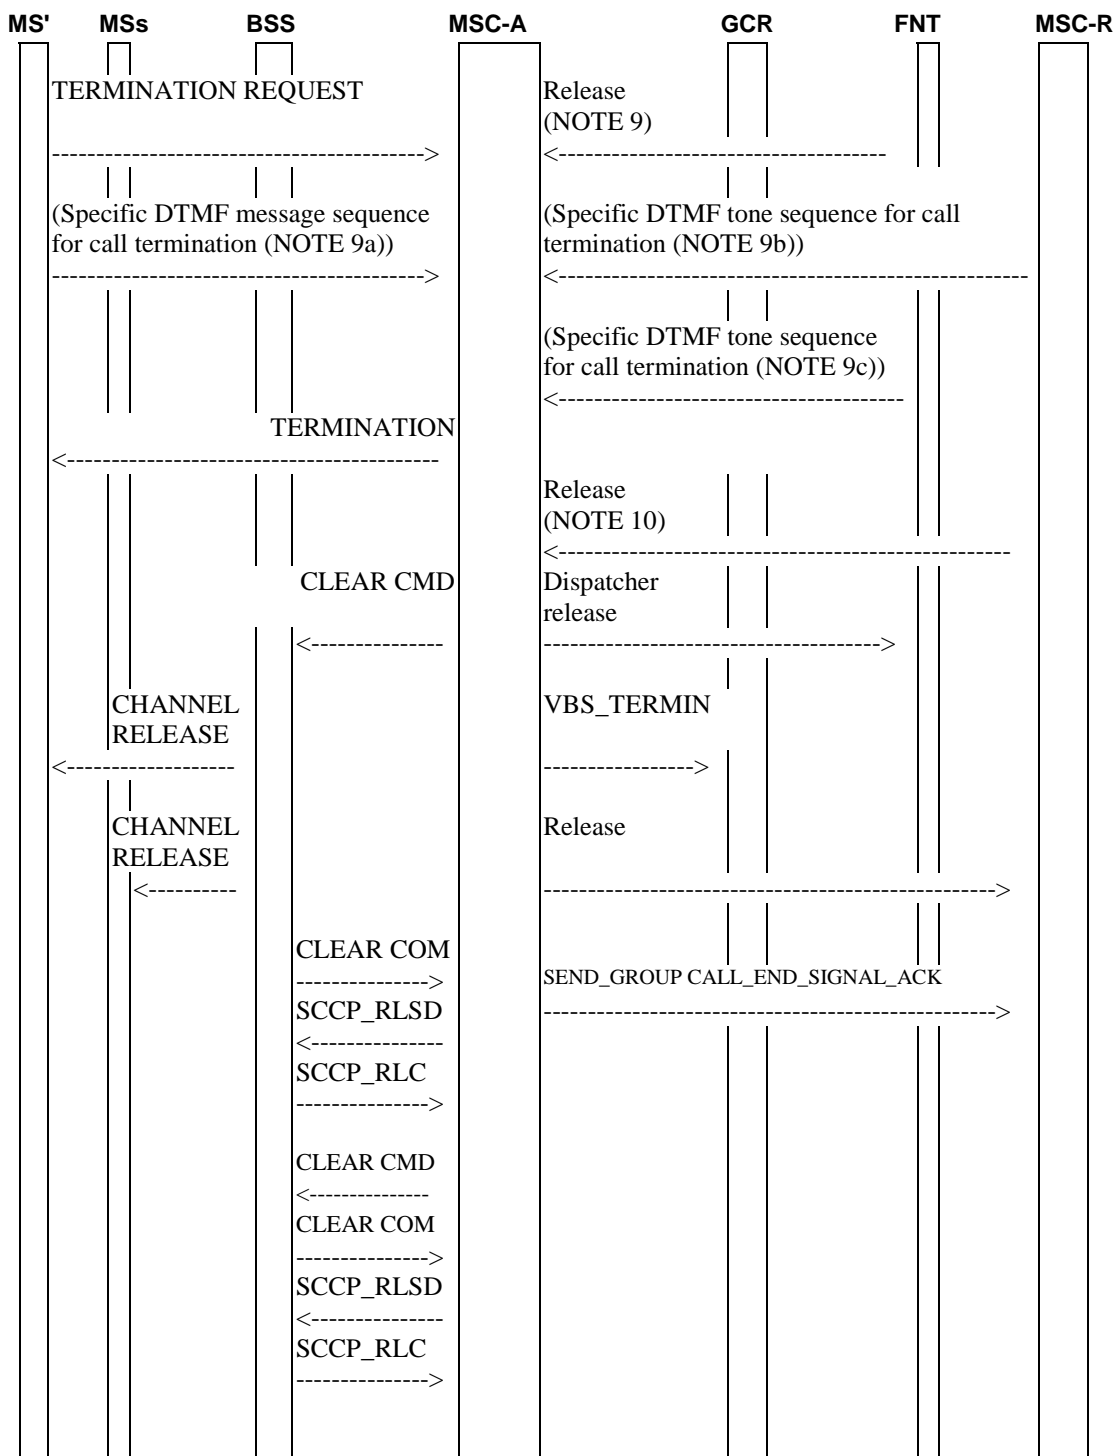 MS' MSs BSS MSC-A GCR FNT MSC-R
TERMINATION REQUEST
Release
(NOTE 9)
(Specific DTMF message sequence
for call termination (NOTE 9a))
(Specific DTMF tone sequence for call
termination (NOTE 9b))
(Specific DTMF tone sequence
for call termination (NOTE 9c))
TERMINATION
Release
(NOTE 10)
CLEAR CMD
Dispatcher
release
CHANNEL
RELEASE
VBS_TERMIN
CHANNEL
RELEASE
Release
CLEAR COM
SEND_GROUP CALL_END_SIGNAL_ACK
SCCP_RLSD
SCCP_RLC
CLEAR CMD
CLEAR COM
SCCP_RLSD
SCCP_RLC